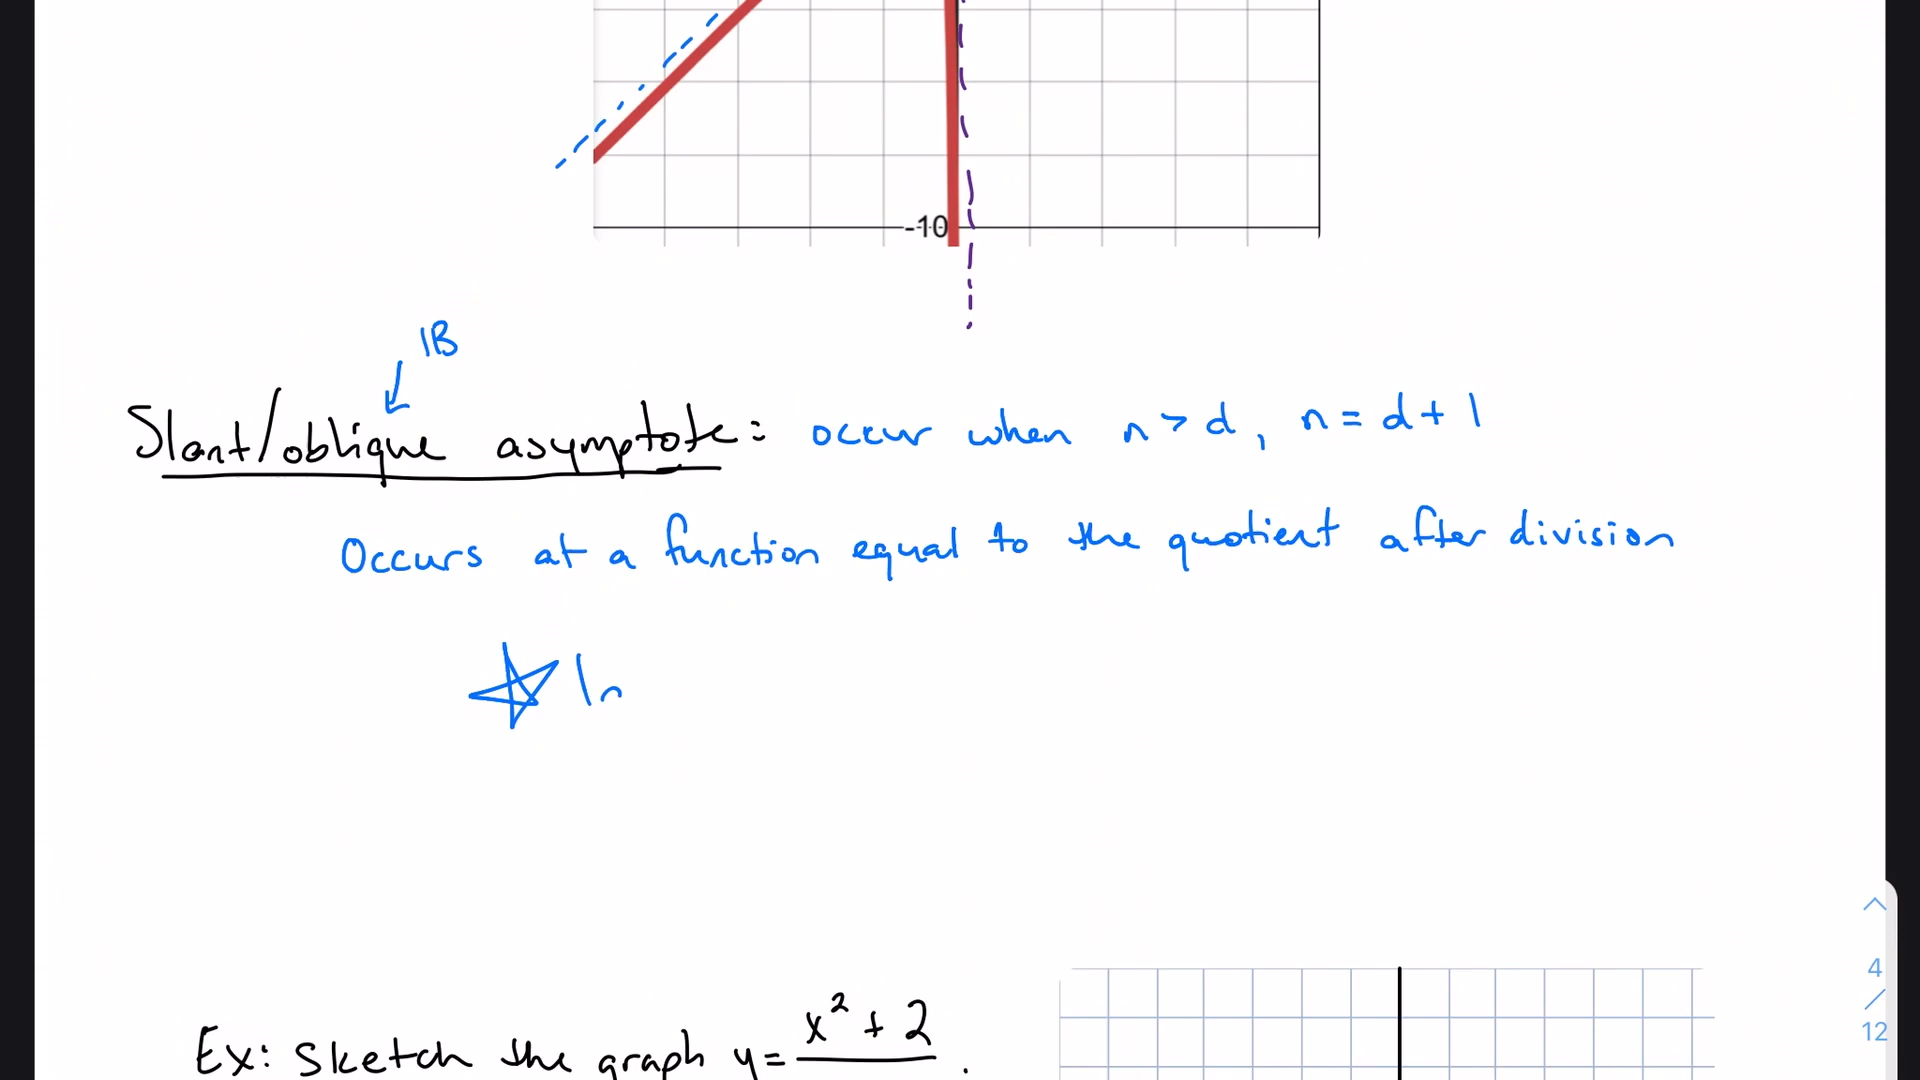 -10
IB
Slant/oblique asymptote: occur when n > d, n = d + 1
Occurs at a function equal to the quotient after division
In
Ex: Sketch the graph y = x² + 2 .
4
/
12